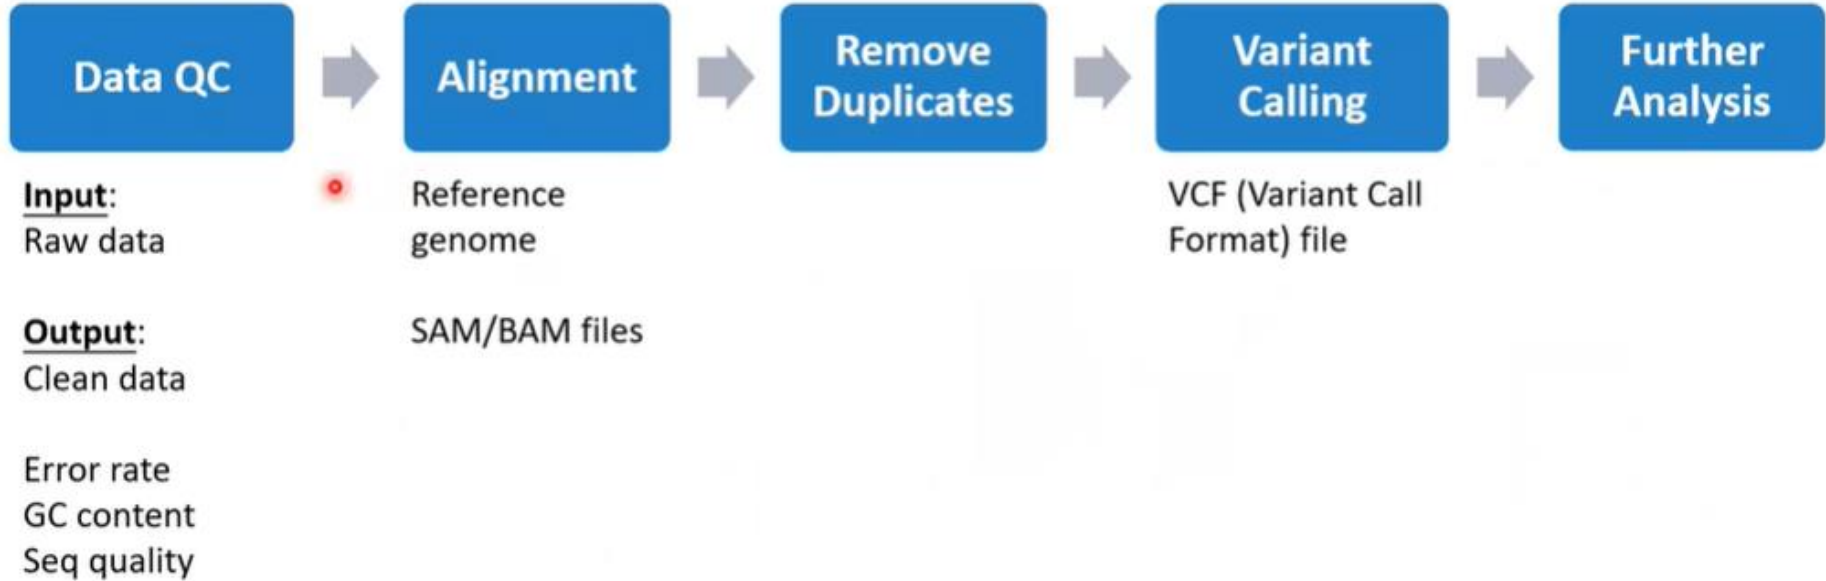 Data QC
Alignment
Remove
Duplicates
Variant
Calling
Further
Analysis
Input:
Raw data
Output:
Clean data
Error rate
GC content
Seq quality
Reference
genome
SAM/BAM files
VCF (Variant Call
Format) file